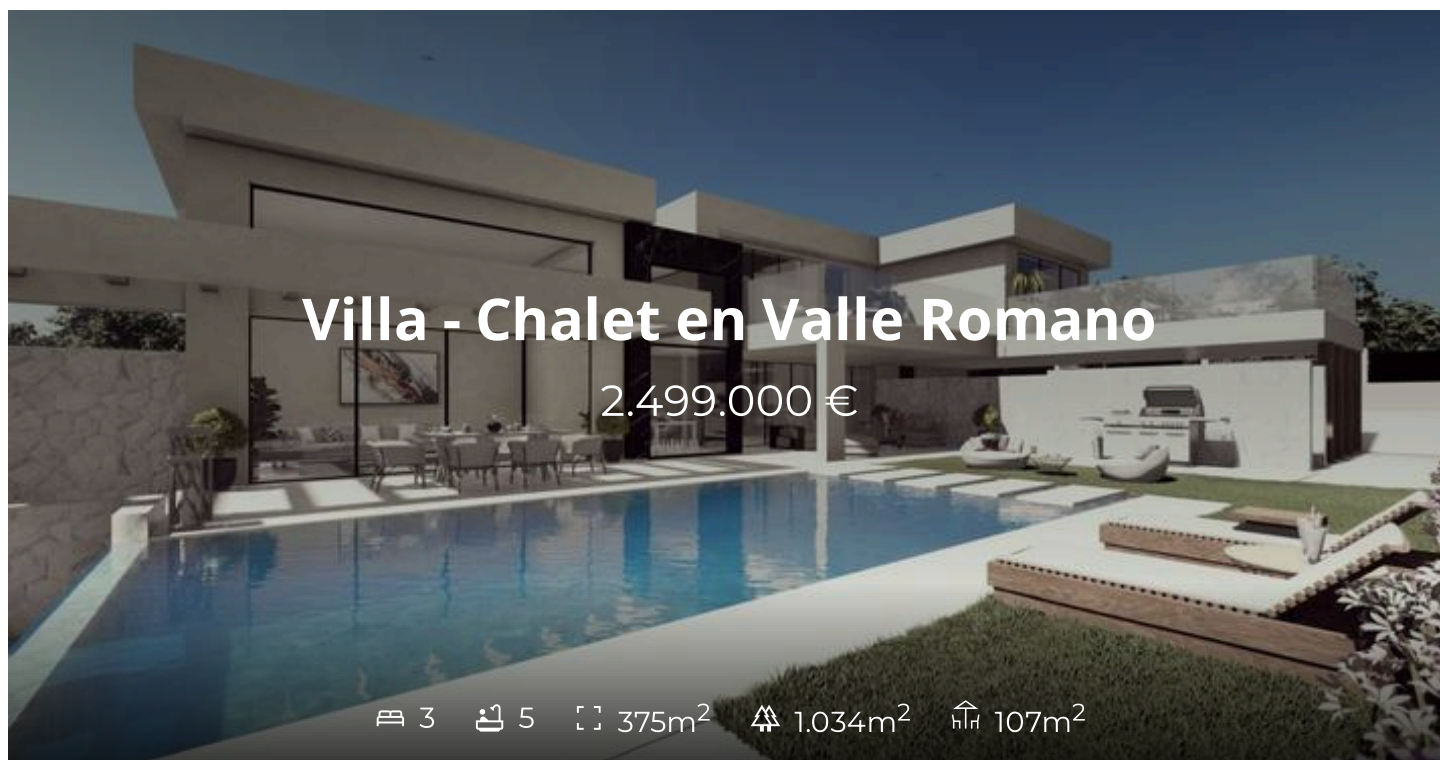 Villa - Chalet en Valle Romano
2.499.000 €
3 5 375m² 1.034m² 107m²